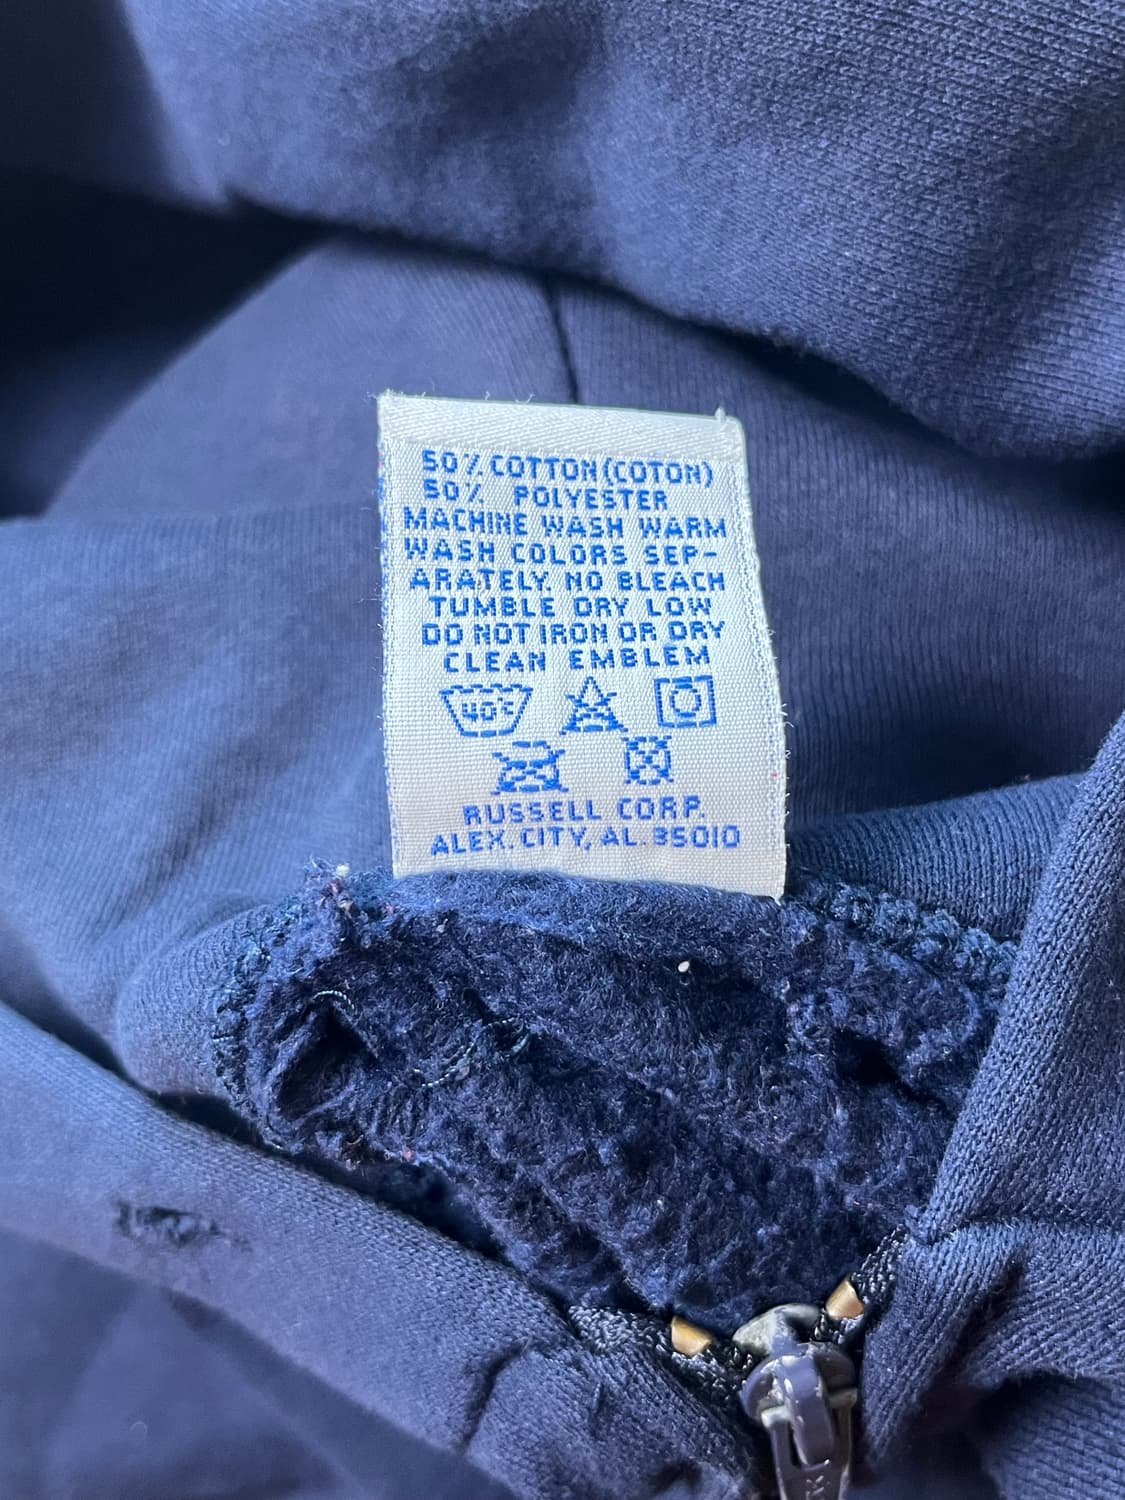 50% COTTON (COTON)
50% POLYESTER
MACHINE WASH WARM
WASH COLORS SEP-
ARATELY. NO BLEACH
TUMBLE DRY LOW
DO NOT IRON OR DRY
CLEAN EMBLEM
40°C
RUSSELL CORP.
ALEX. CITY, AL. 35010